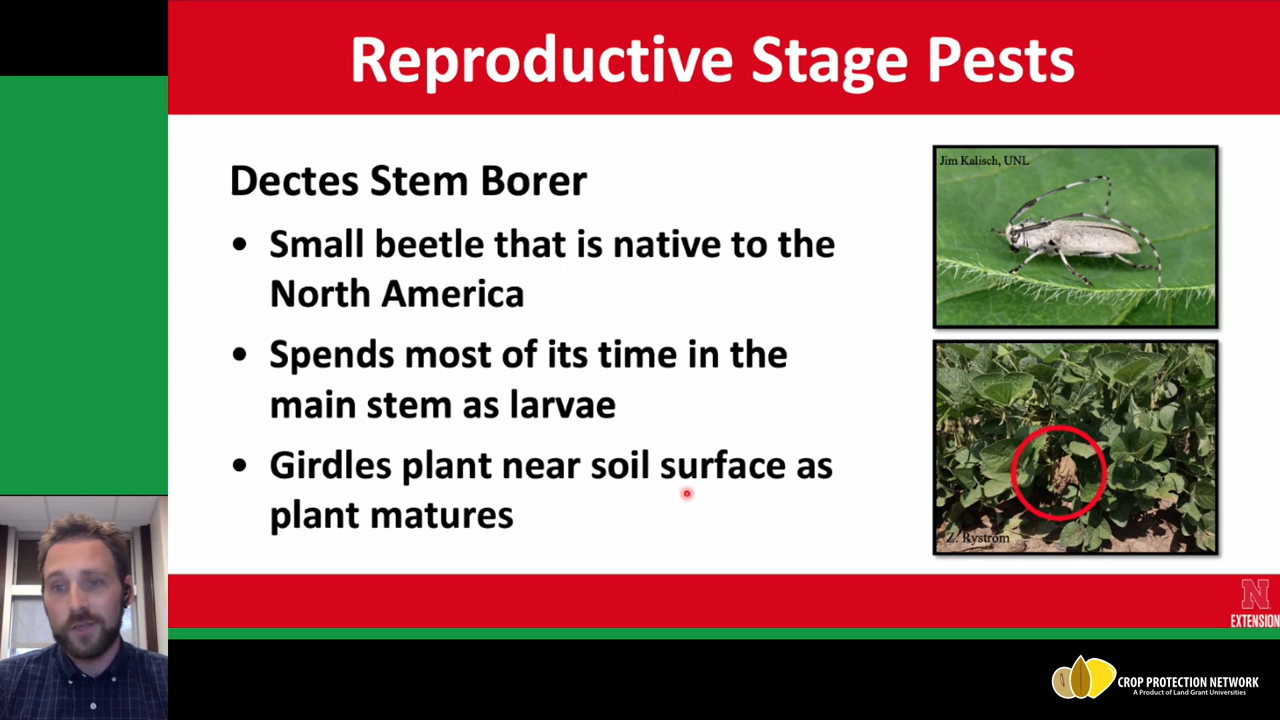 Reproductive Stage Pests
Dectes Stem Borer
• Small beetle that is native to the
North America
• Spends most of its time in the
main stem as larvae
• Girdles plant near soil surface as
plant matures
Jim Kalisch, UNL
Z. Rystrom
N
EXTENSION
CROP PROTECTION NETWORK
A Product of Land Grant Universities